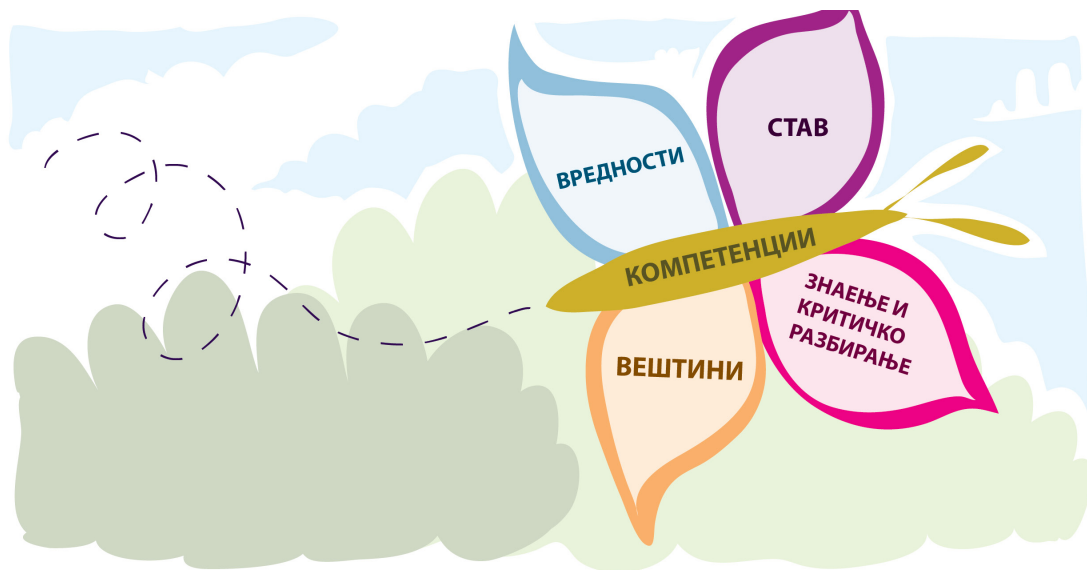 ВРЕДНОСТИ
СТАВ
КОМПЕТЕНЦИИ
ЗНАЕЊЕ И
КРИТИЧКО
РАЗБИРАЊЕ
ВЕШТИНИ